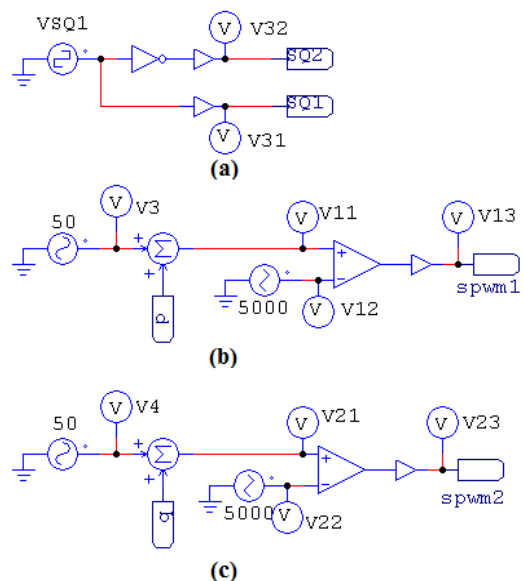 VSQ1
V
V32
SQ2
SQ1
V
V31
(a)
50
V
V3
+
Σ
+
V
V11
+
-
5000
V
V12
V
V13
spwm1
(b)
50
V
V4
+
Σ
+
V
V21
+
-
5000
V
V22
V
V23
spwm2
(c)